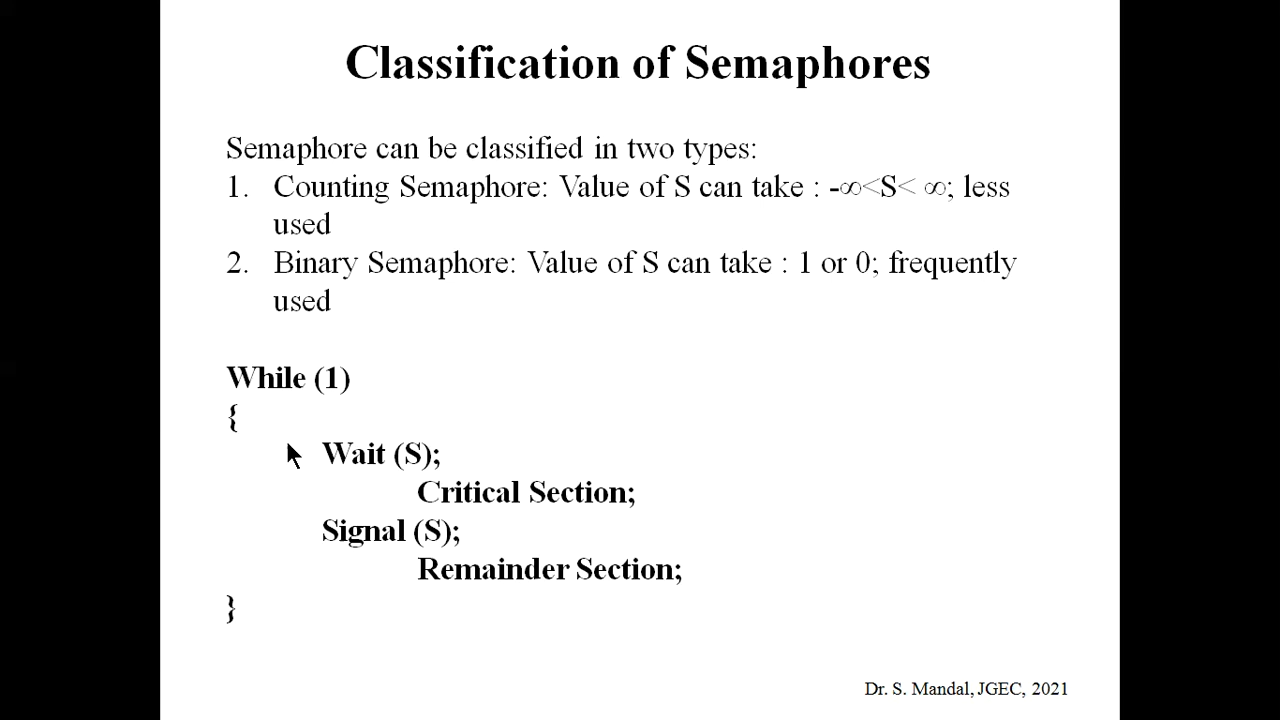 Classification of Semaphores
Semaphore can be classified in two types:
1. Counting Semaphore: Value of S can take : -∞<S< ∞; less
used
2. Binary Semaphore: Value of S can take : 1 or 0; frequently
used
While (1)
{
Wait (S);
Critical Section;
Signal (S);
Remainder Section;
}
Dr. S. Mandal, JGEC, 2021